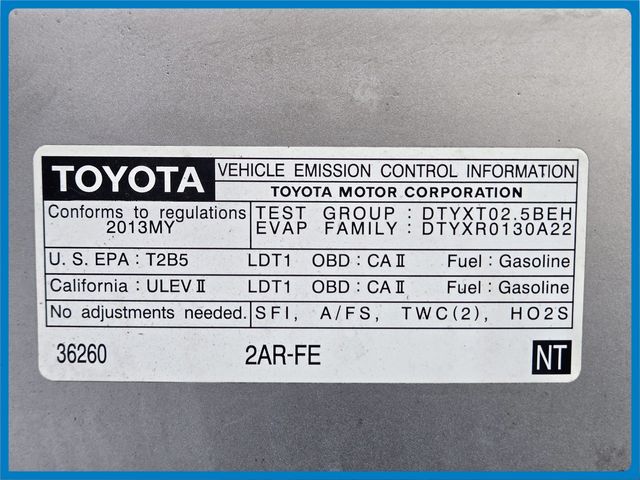 TOYOTA VEHICLE EMISSION CONTROL INFORMATION
TOYOTA MOTOR CORPORATION
Conforms to regulations
2013MY
TEST GROUP : DTYXT02.5BEH
EVAP FAMILY : DTYXR0130A22
U. S. EPA : T2B5 LDT1 OBD : CA II Fuel : Gasoline
California : ULEV II LDT1 OBD : CA II Fuel : Gasoline
No adjustments needed. SFI, A/FS, TWC(2), HO2S
36260 2AR-FE NT